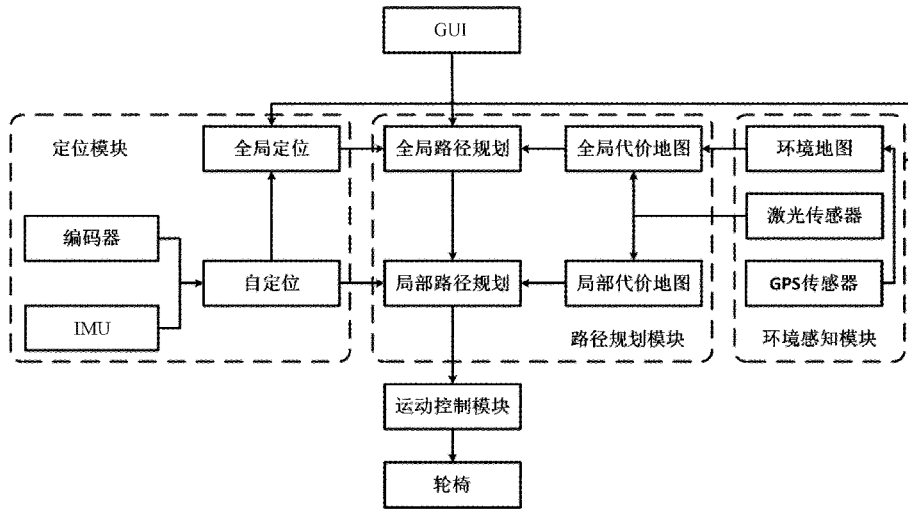 GUI
定位模块
全局定位
全局路径规划
全局代价地图
环境地图
编码器
激光传感器
自定位
局部路径规划
局部代价地图
GPS传感器
IMU
路径规划模块
环境感知模块
运动控制模块
轮椅